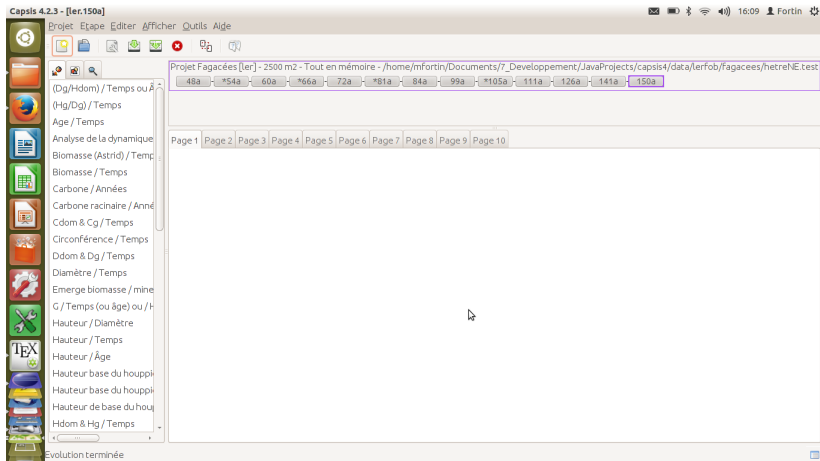 Capsis 4.2.3 - [ler.150a]
16:09 Fortin
Projet Etape Editer Afficher Outils Aide
Projet Fagacées [ler] - 2500 m2 - Tout en mémoire - /home/mfortin/Documents/7_Developpement/JavaProjects/capsis4/data/lerfob/fagacees/hetreNE.test
48a *54a 60a *66a 72a *81a 84a 99a *105a 111a 126a 141a 150a
Page 1 Page 2 Page 3 Page 4 Page 5 Page 6 Page 7 Page 8 Page 9 Page 10
(Dg/Hdom) / Temps ou Â
(Hg/Dg) / Temps
Age / Temps
Analyse de la dynamique
Biomasse (Astrid) / Temp
Biomasse / Temps
Carbone / Années
Carbone racinaire / Anné
Cdom & Cg / Temps
Circonférence / Temps
Ddom & Dg / Temps
Diamètre / Temps
Emerge biomasse / mine
G / Temps (ou âge) ou / H
Hauteur / Diamètre
Hauteur / Temps
Hauteur / Âge
Hauteur base du houppi
Hauteur base du houppi
Hauteur de base du houp
Hdom & Hg / Temps
TEX
Evolution terminée